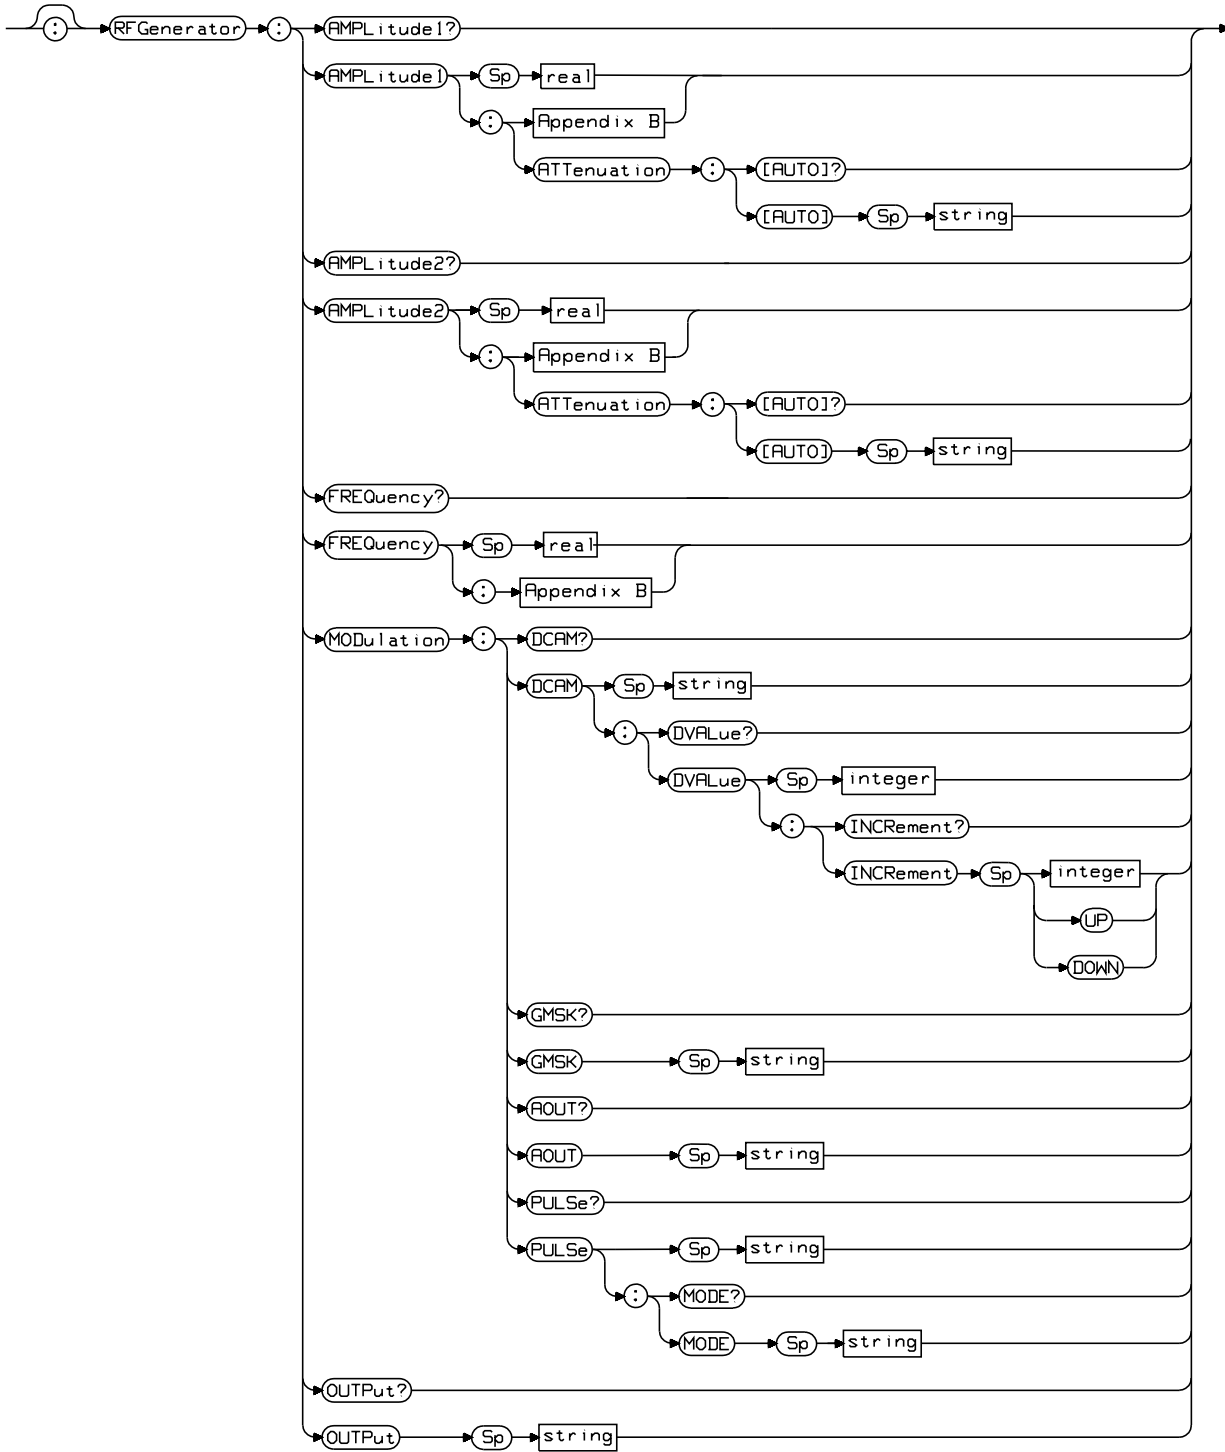 : RFGenerator : AMPLitude1?
AMPLitude1 Sp real
: Appendix B
ATTenuation : [AUTO]?
[AUTO] Sp string
AMPLitude2?
AMPLitude2 Sp real
: Appendix B
ATTenuation : [AUTO]?
[AUTO] Sp string
FREQuency?
FREQuency Sp real
: Appendix B
MODulation : DCAM?
DCAM Sp string
: DVALue?
DVALue Sp integer
: INCRement?
INCRement Sp integer
UP
DOWN
GMSK?
GMSK Sp string
AOUT?
AOUT Sp string
PULSe?
PULSe Sp string
: MODE?
MODE Sp string
OUTPut?
OUTPut Sp string